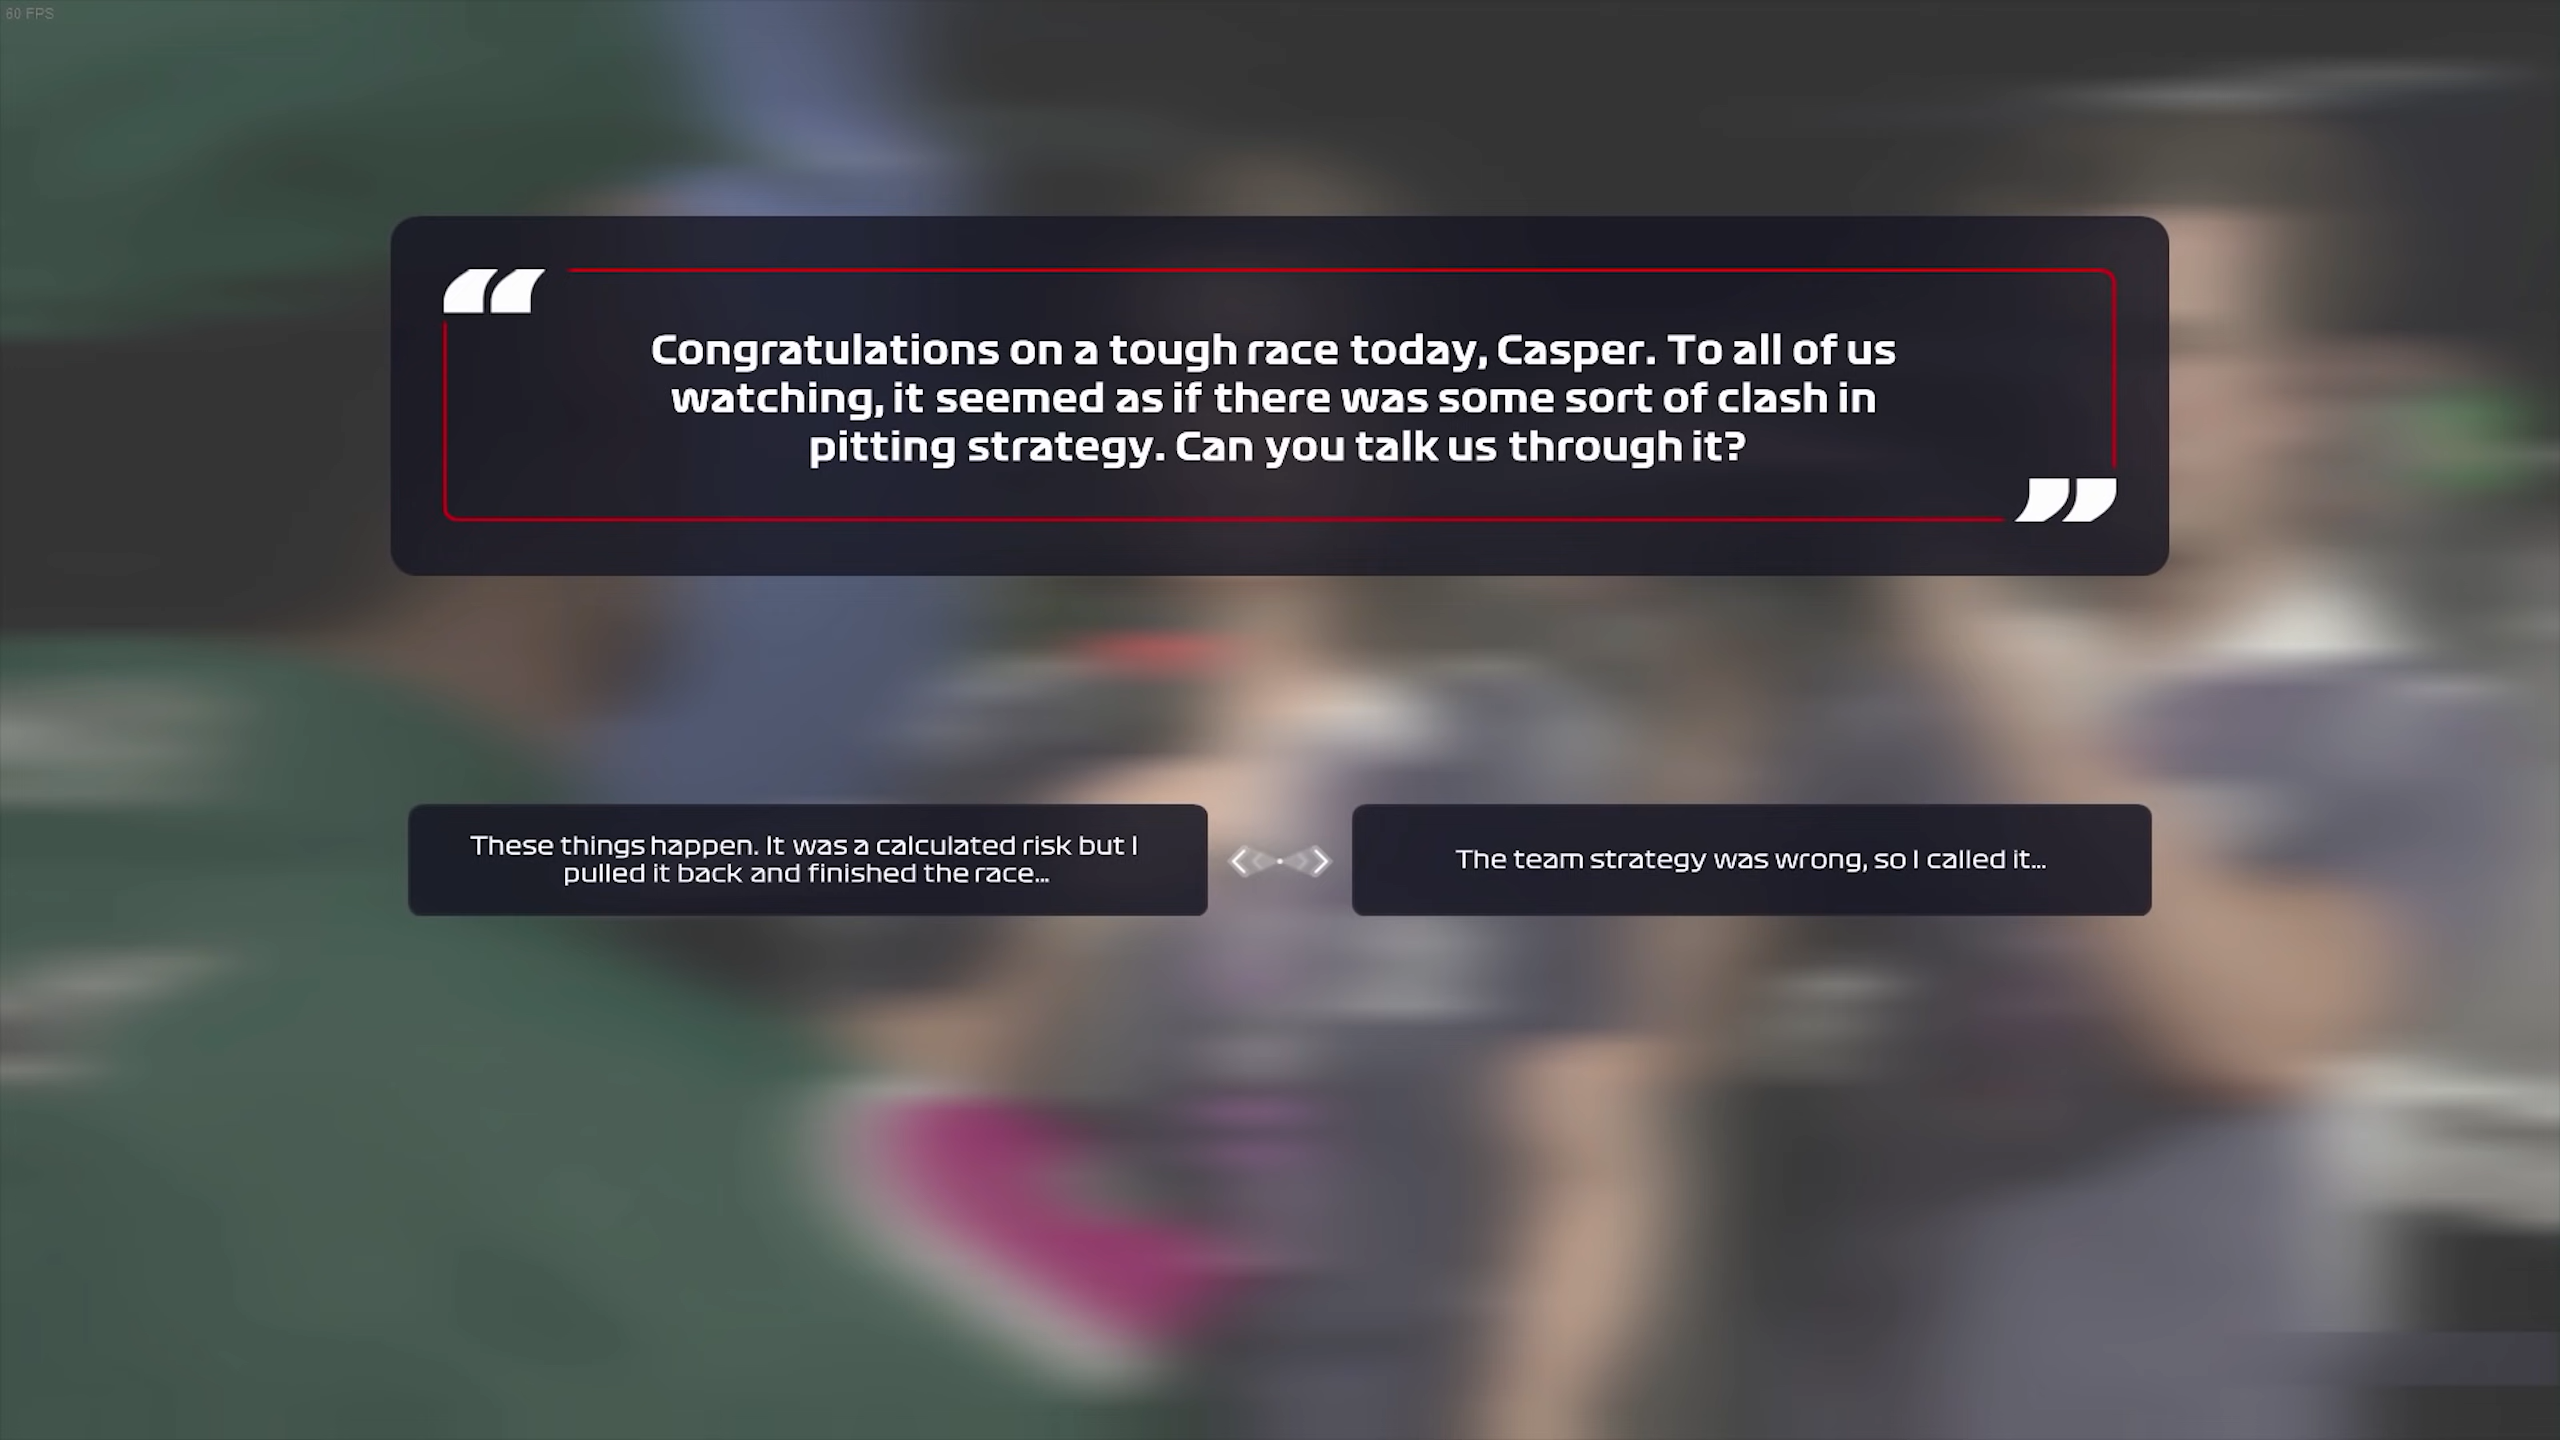 60 FPS
Congratulations on a tough race today, Casper. To all of us
watching, it seemed as if there was some sort of clash in
pitting strategy. Can you talk us through it?
These things happen. It was a calculated risk but I
pulled it back and finished the race...
The team strategy was wrong, so I called it...